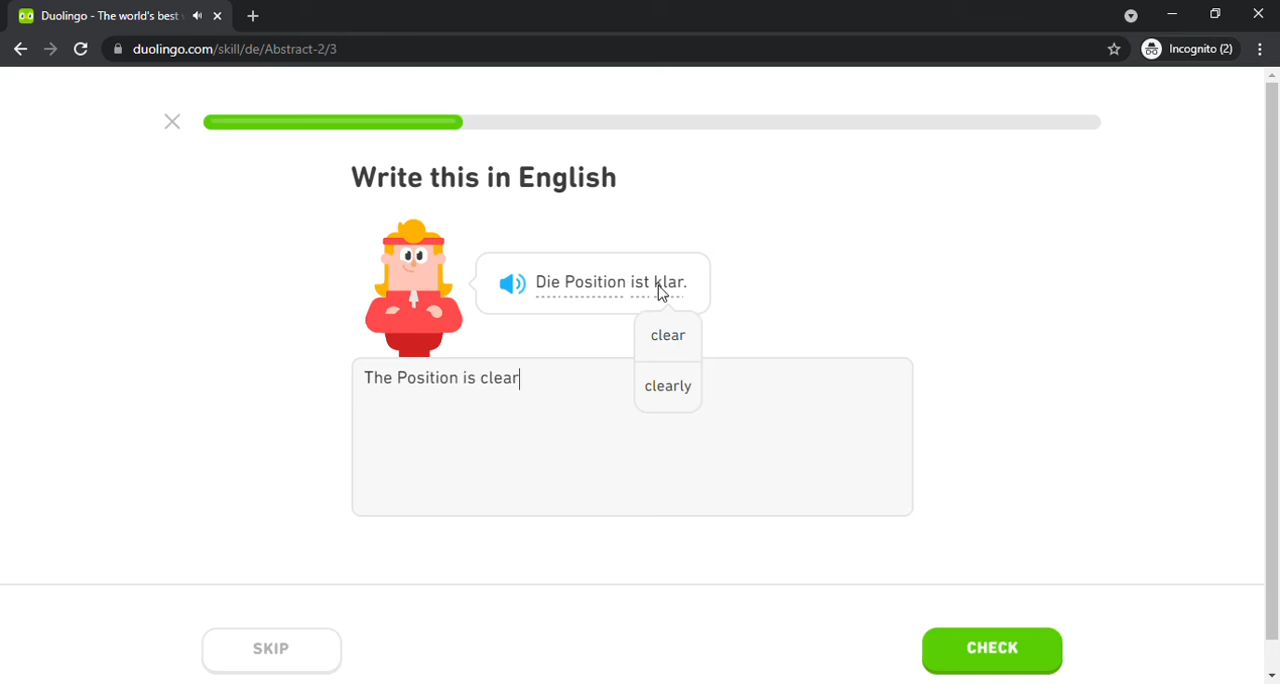 Duolingo - The world's best
duolingo.com/skill/de/Abstract-2/3
Incognito (2)
Write this in English
Die Position ist klar.
clear
clearly
The Position is clear
SKIP
CHECK